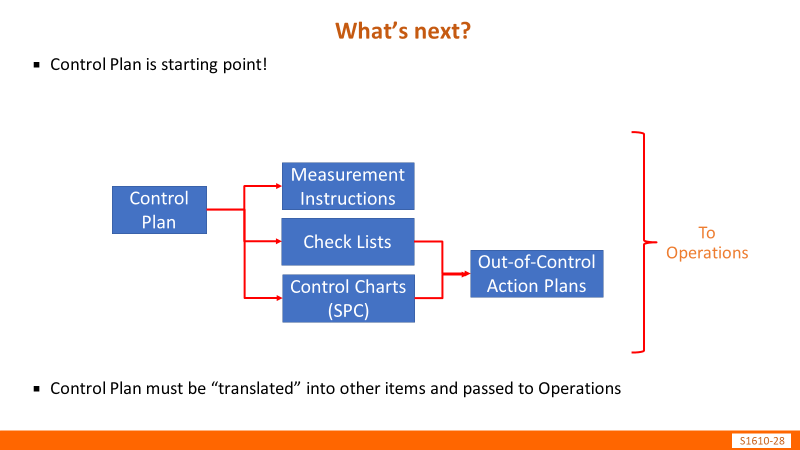 What’s next?
▪ Control Plan is starting point!
Measurement
Instructions
Control
Plan
Check Lists
Control Charts
(SPC)
Out-of-Control
Action Plans
To
Operations
▪ Control Plan must be “translated” into other items and passed to Operations
S1610-28